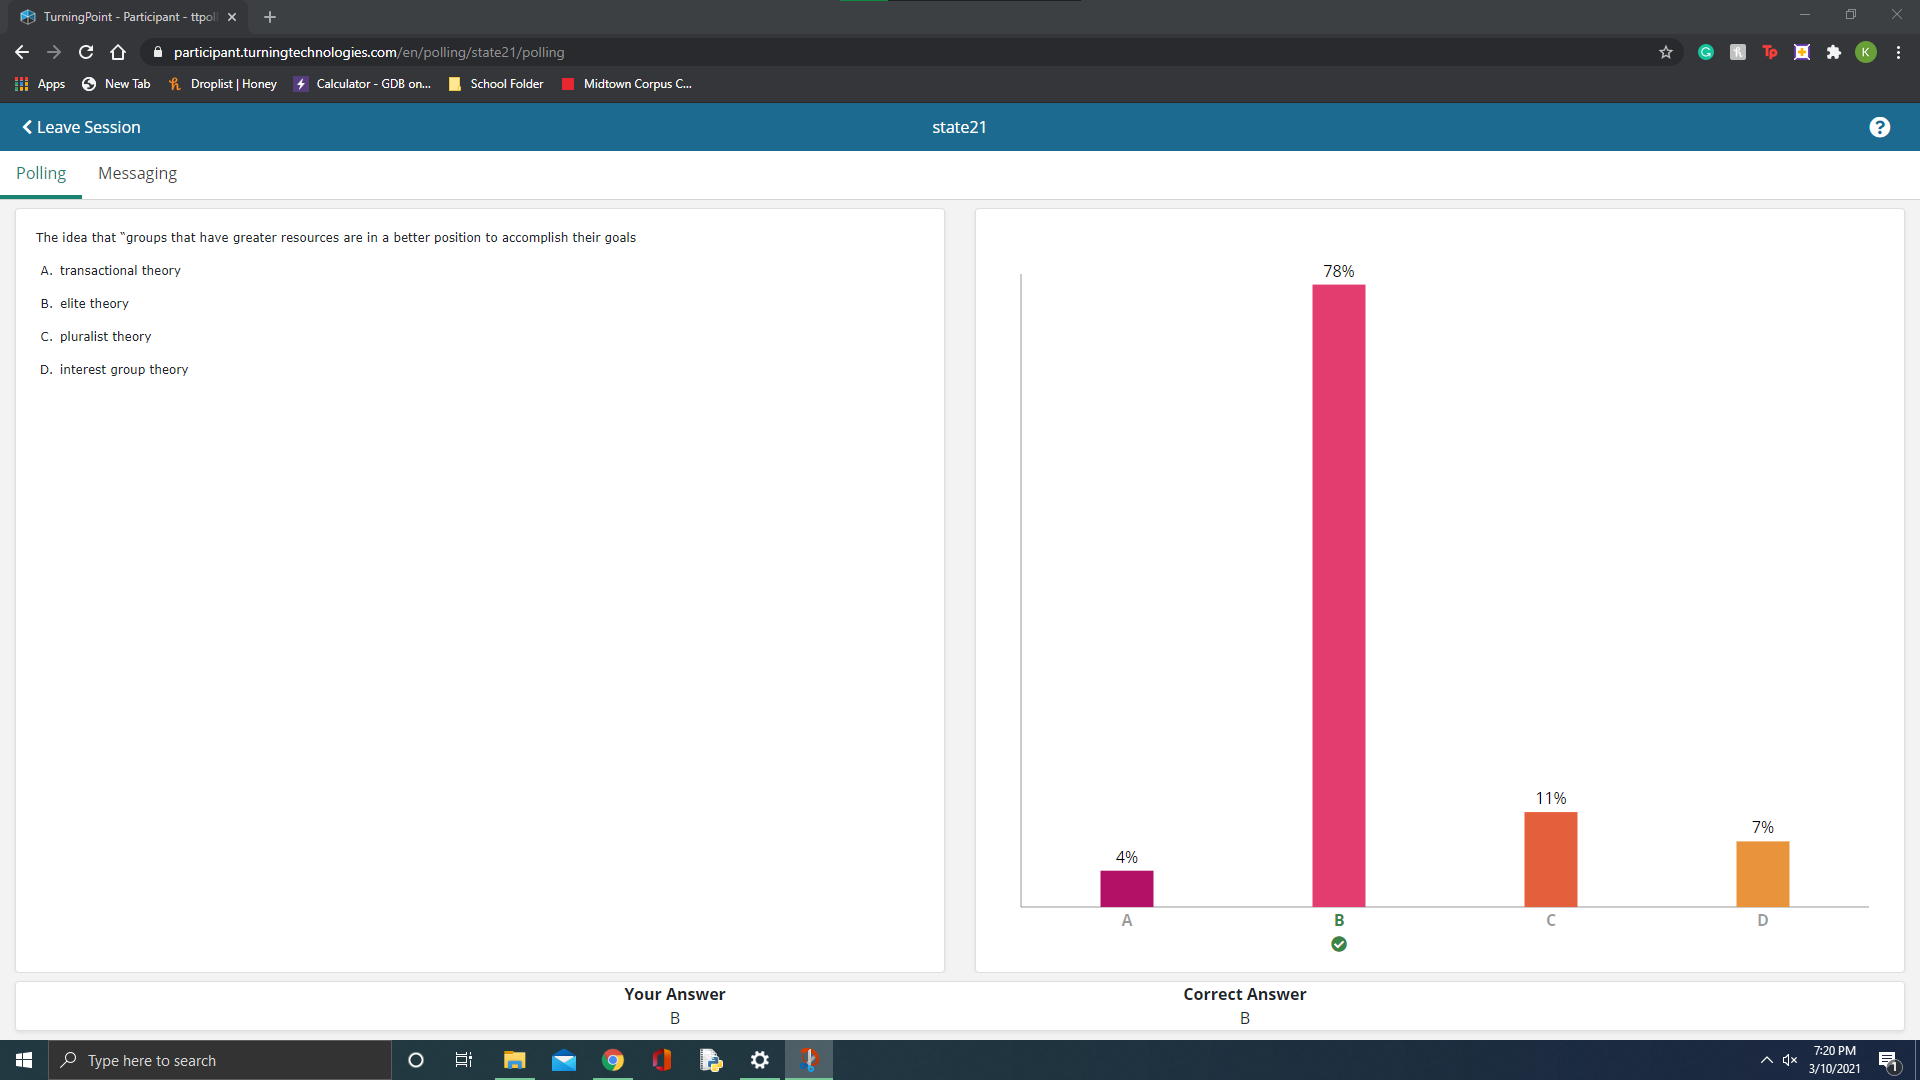 TurningPoint - Participant - ttpoll
participant.turningtechnologies.com/en/polling/state21/polling
K
Apps
New Tab
Droplist | Honey
Calculator - GDB on...
School Folder
Midtown Corpus C...
Leave Session
state21
?
Polling
Messaging
The idea that “groups that have greater resources are in a better position to accomplish their goals
A. transactional theory
B. elite theory
C. pluralist theory
D. interest group theory
78%
11%
7%
4%
A
B
C
D
Your Answer
B
Correct Answer
B
Type here to search
7:20 PM
3/10/2021
1